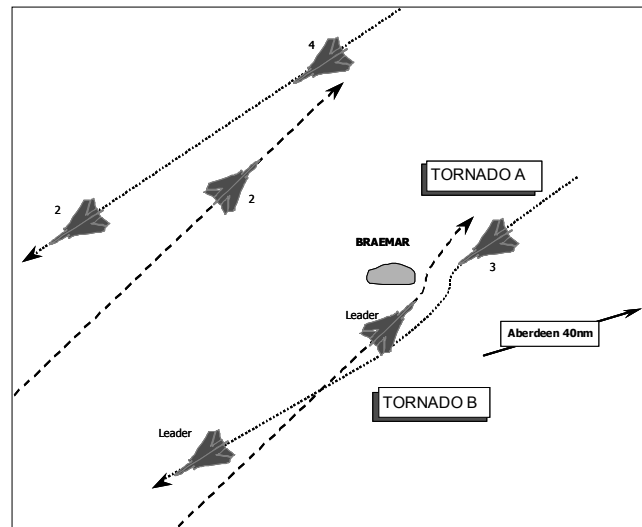 4
2
2
TORNADO A
BRAEMAR
3
Leader
Aberdeen 40nm
TORNADO B
Leader